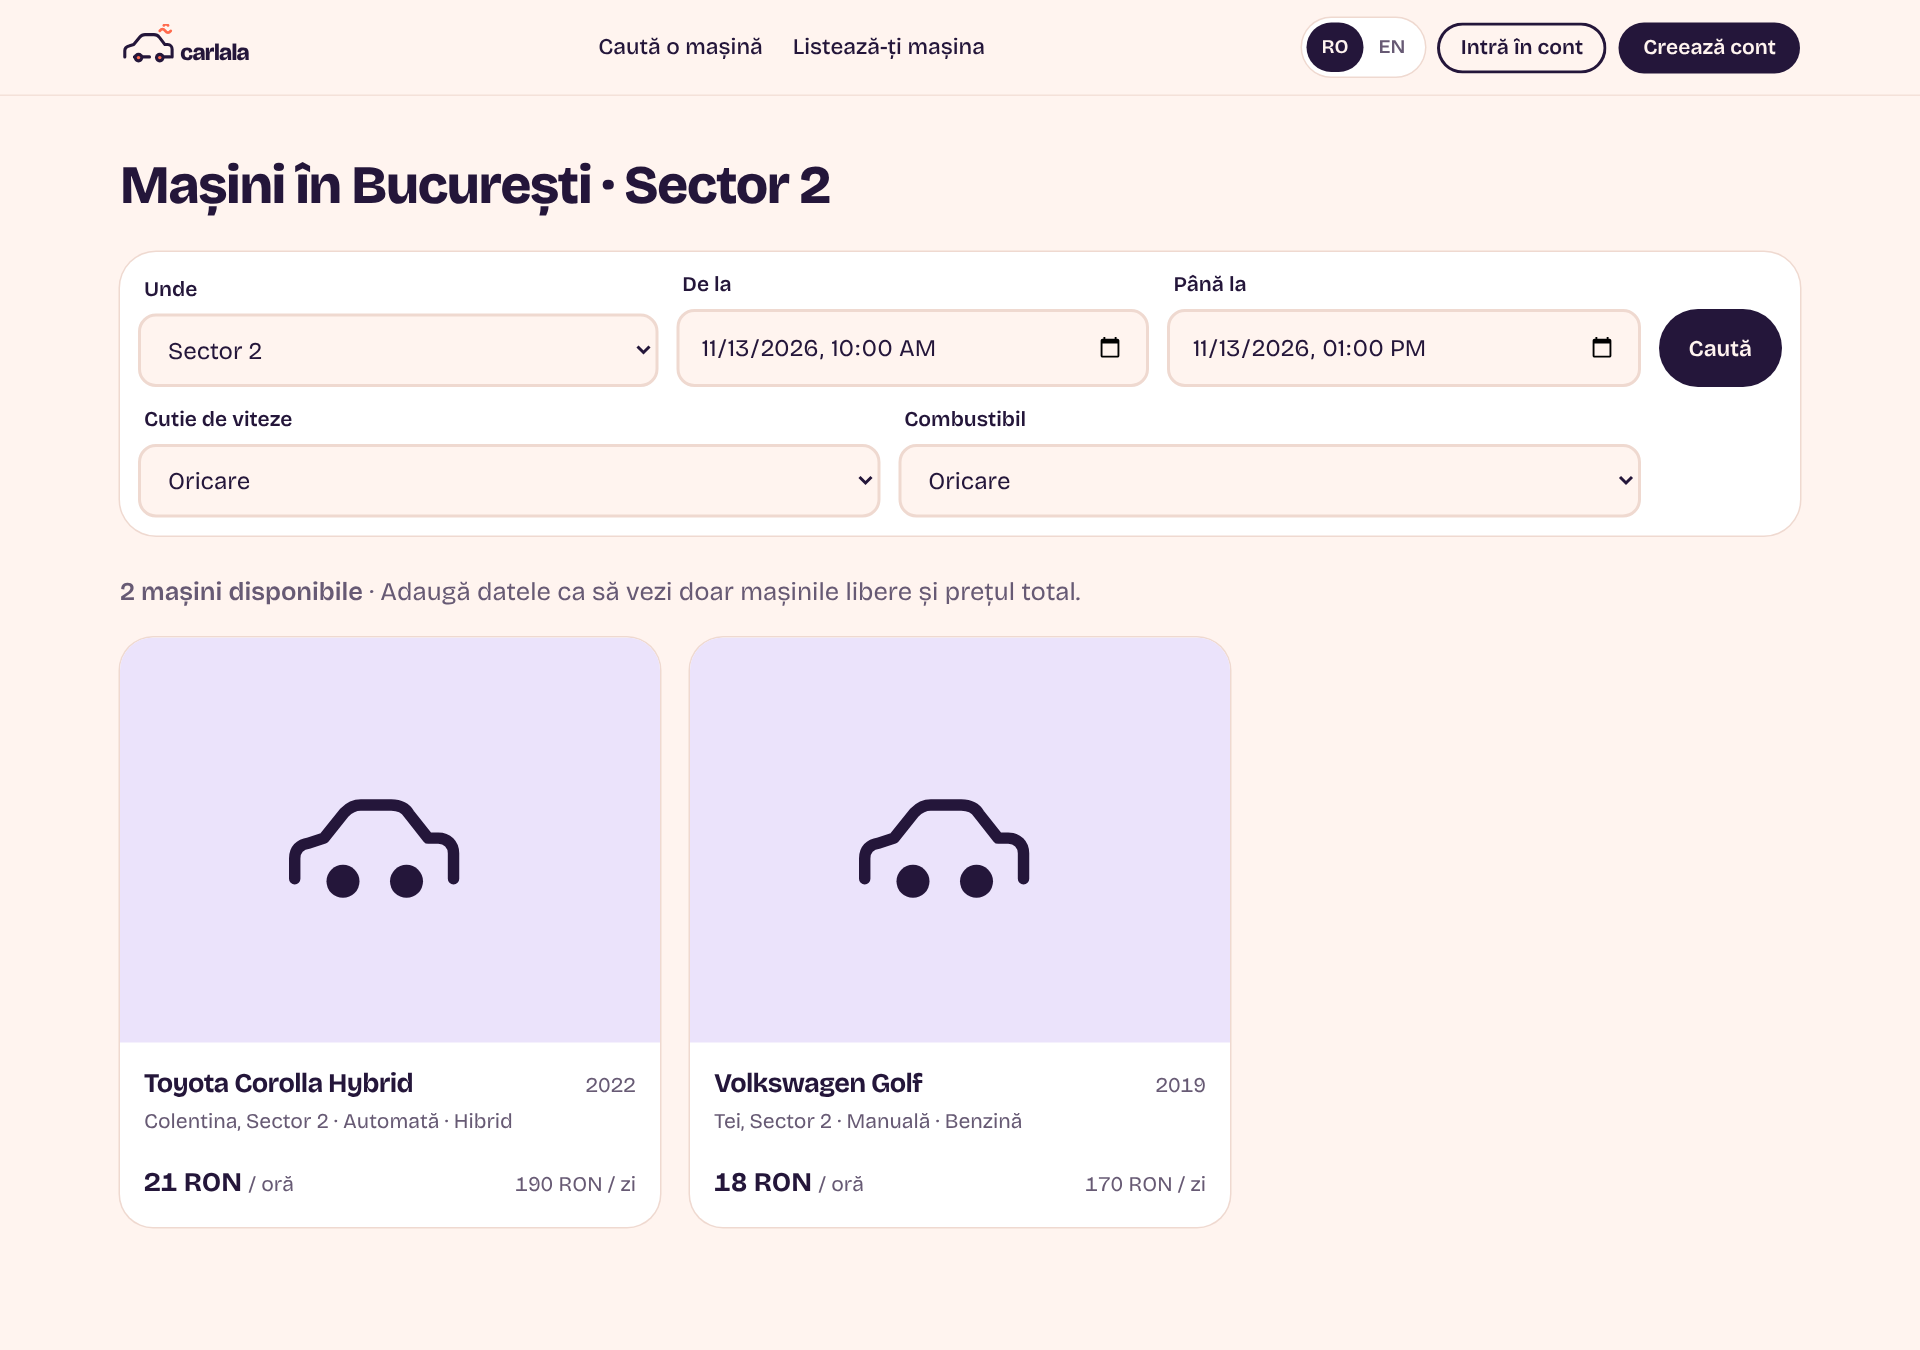 carlala
Caută o mașină
Listează-ți mașina
RO
EN
Intră în cont
Creează cont
Mașini în București · Sector 2
Unde
De la
Până la
Sector 2
11/13/2026, 10:00 AM
11/13/2026, 01:00 PM
Caută
Cutie de viteze
Combustibil
Oricare
Oricare
2 mașini disponibile · Adaugă datele ca să vezi doar mașinile libere și prețul total.
Toyota Corolla Hybrid
2022
Colentina, Sector 2 · Automată · Hibrid
21 RON / oră
190 RON / zi
Volkswagen Golf
2019
Tei, Sector 2 · Manuală · Benzină
18 RON / oră
170 RON / zi